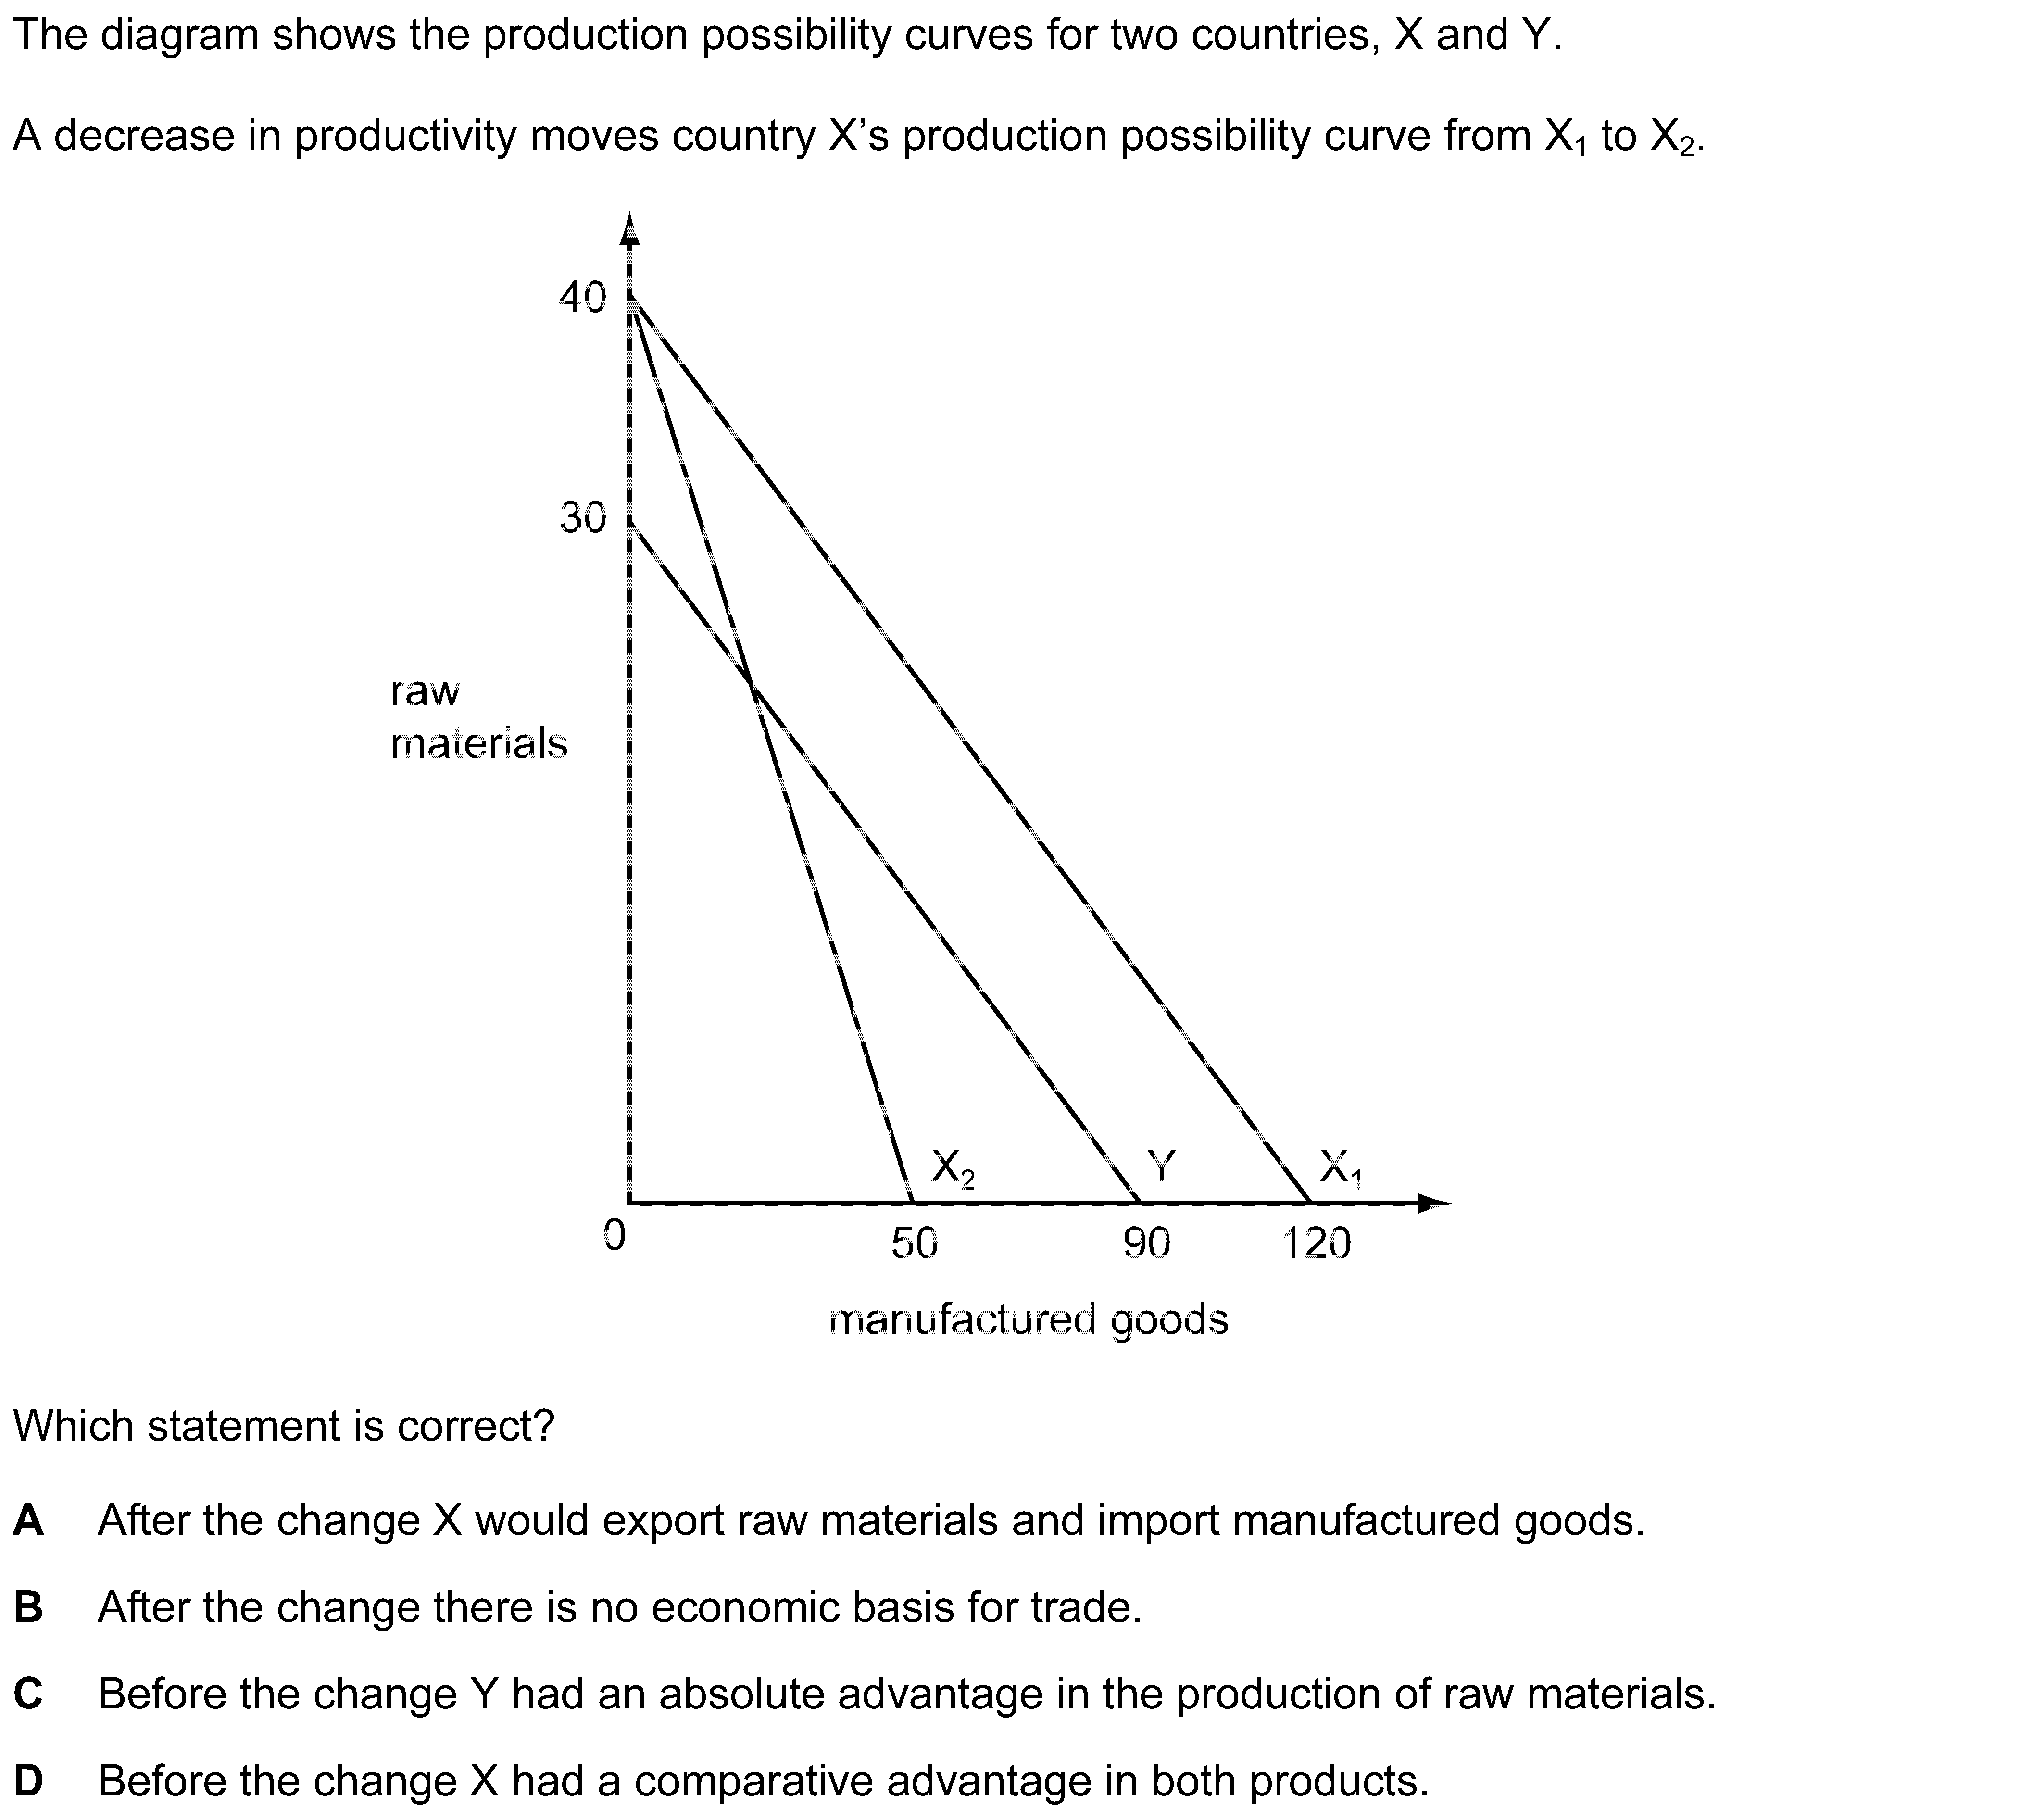 The diagram shows the production possibility curves for two countries, X and Y.
A decrease in productivity moves country X’s production possibility curve from X₁ to X₂.
40
30
raw
materials
X₂
Y
X₁
0
50
90
120
manufactured goods
Which statement is correct?
A After the change X would export raw materials and import manufactured goods.
B After the change there is no economic basis for trade.
C Before the change Y had an absolute advantage in the production of raw materials.
D Before the change X had a comparative advantage in both products.